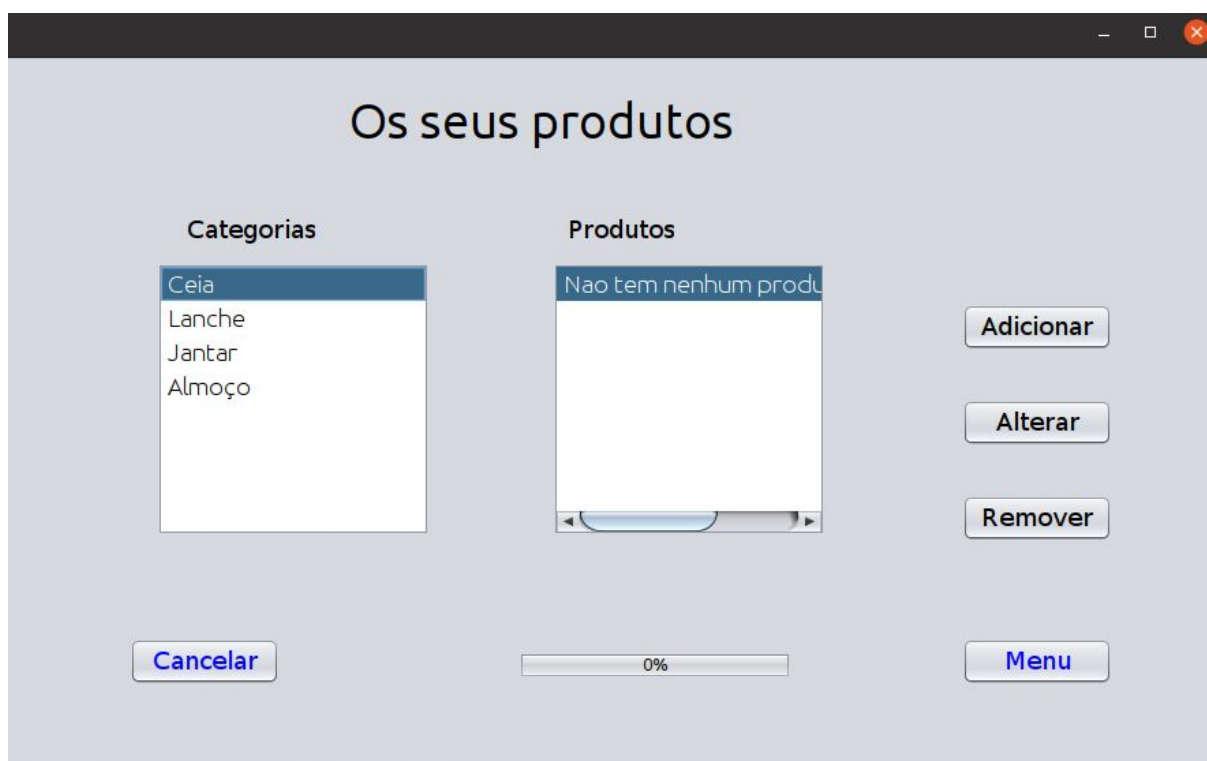 Os seus produtos
Categorias
Produtos
Ceia
Lanche
Jantar
Almoço
Nao tem nenhum produ
Adicionar
Alterar
Remover
Cancelar
0%
Menu